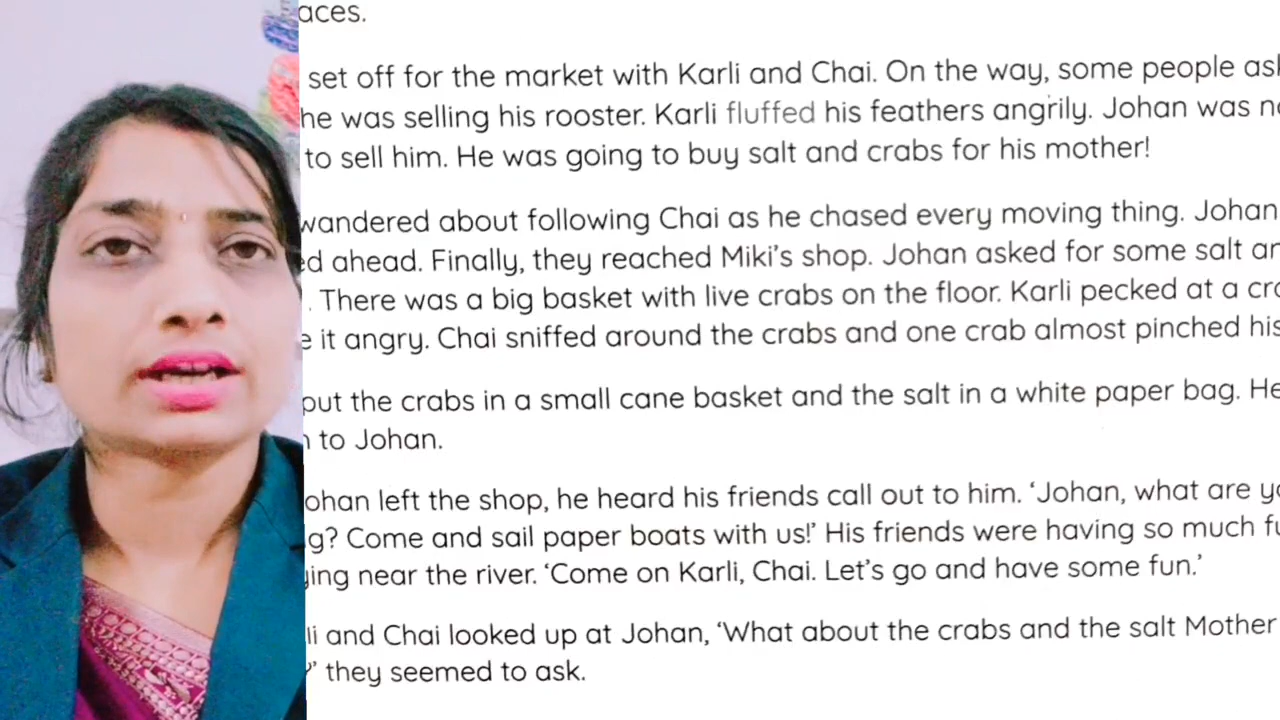 aces.
set off for the market with Karli and Chai. On the way, some people as
he was selling his rooster. Karli fluffed his feathers angrily. Johan was n
to sell him. He was going to buy salt and crabs for his mother!
wandered about following Chai as he chased every moving thing. Johan
ed ahead. Finally, they reached Miki's shop. Johan asked for some salt ar
. There was a big basket with live crabs on the floor. Karli pecked at a cr
e it angry. Chai sniffed around the crabs and one crab almost pinched his
put the crabs in a small cane basket and the salt in a white paper bag. He
to Johan.
ohan left the shop, he heard his friends call out to him. ‘Johan, what are yo
g? Come and sail paper boats with us!’ His friends were having so much fu
ying near the river. ‘Come on Karli, Chai. Let's go and have some fun.’
li and Chai looked up at Johan, ‘What about the crabs and the salt Mother
?’ they seemed to ask.